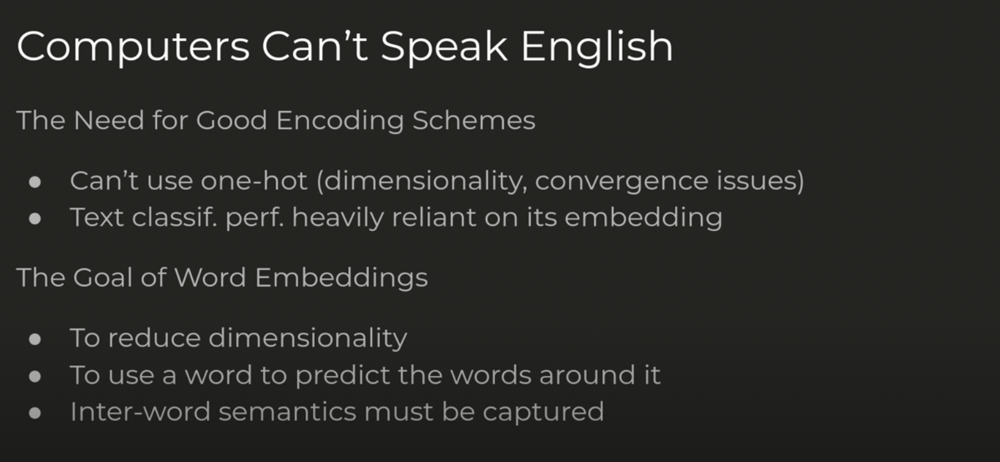 Computers Can’t Speak English
The Need for Good Encoding Schemes
● Can’t use one-hot (dimensionality, convergence issues)
● Text classif. perf. heavily reliant on its embedding
The Goal of Word Embeddings
● To reduce dimensionality
● To use a word to predict the words around it
● Inter-word semantics must be captured